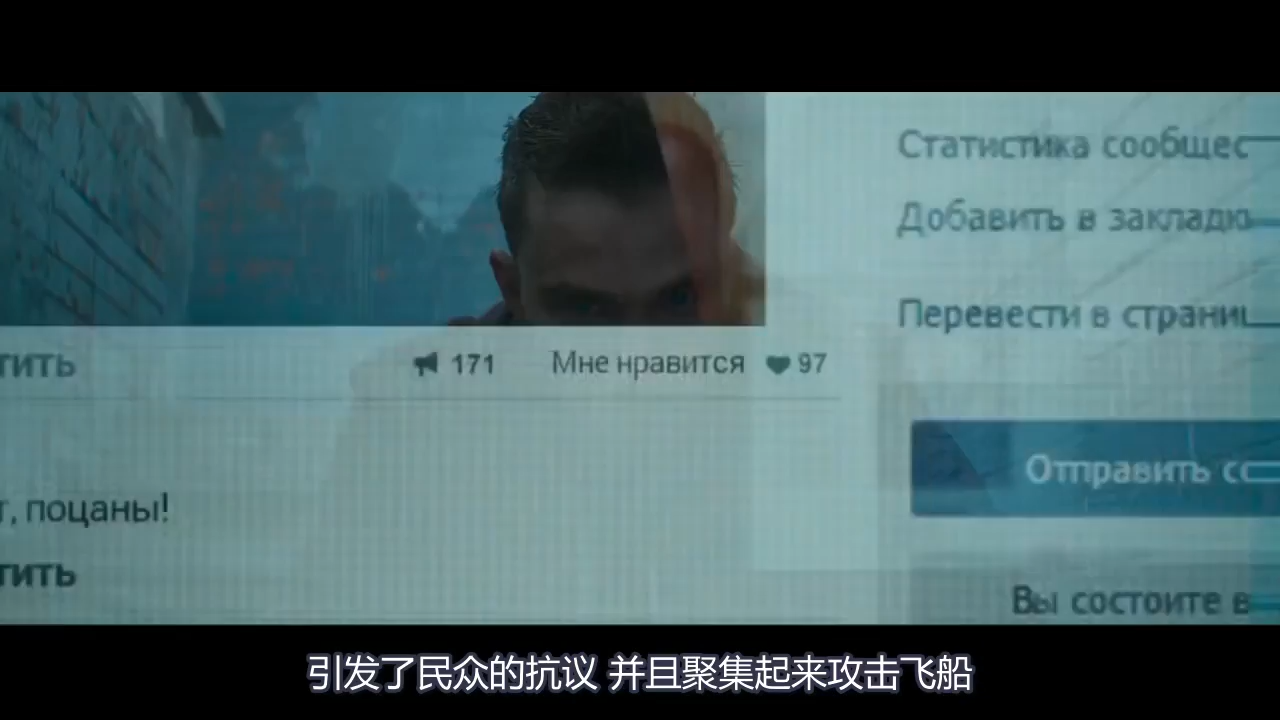 Статистика сообщес
Добавить в закладк
Перевести в страни
тить
171 Мне нравится 97
Отправить со
т, поцаны!
тить
Вы состоите в
引发了民众的抗议 并且聚集起来攻击飞船